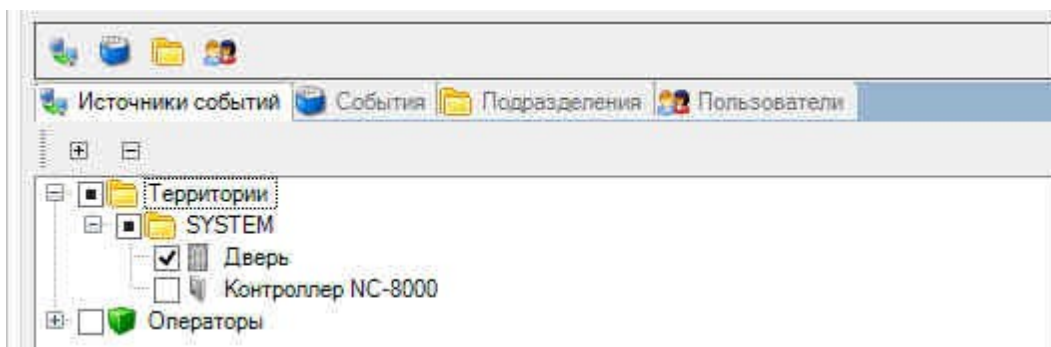 Источники событий События Подразделения Пользователи
Территории
SYSTEM
Дверь
Контроллер NC-8000
Операторы